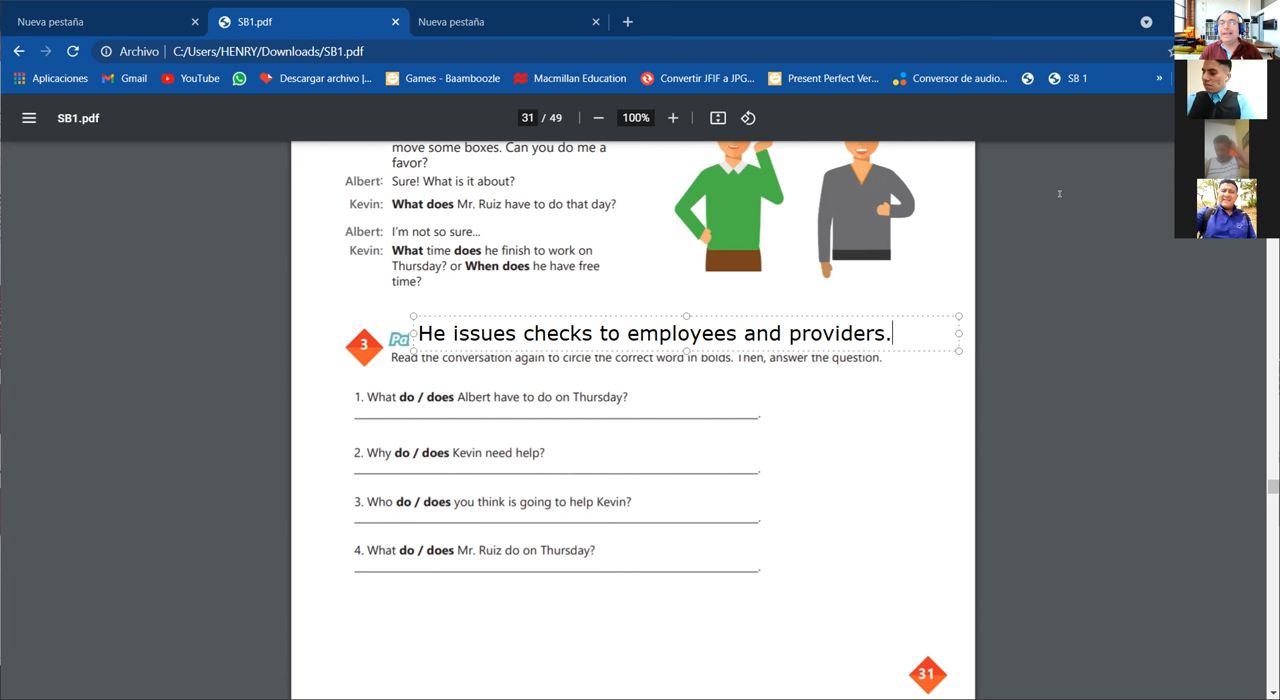 Nueva pestaña
SB1.pdf
Nueva pestaña
Archivo
C:/Users/HENRY/Downloads/SB1.pdf
Aplicaciones
Gmail
YouTube
Descargar archivo |...
Games - Baamboozle
Macmillan Education
Convertir JFIF a JPG...
Present Perfect Ver...
Conversor de audio...
SB 1
»
SB1.pdf
31 / 49
100%
move some boxes. Can you do me a
favor?
Albert: Sure! What is it about?
Kevin: What does Mr. Ruiz have to do that day?
Albert: I'm not so sure...
Kevin: What time does he finish to work on
Thursday? or When does he have free
time?
3
Pa
He issues checks to employees and providers.
Read the conversation again to circle the correct word in bolds. Then, answer the question.
1. What do / does Albert have to do on Thursday?
2. Why do / does Kevin need help?
3. Who do / does you think is going to help Kevin?
4. What do / does Mr. Ruiz do on Thursday?
31